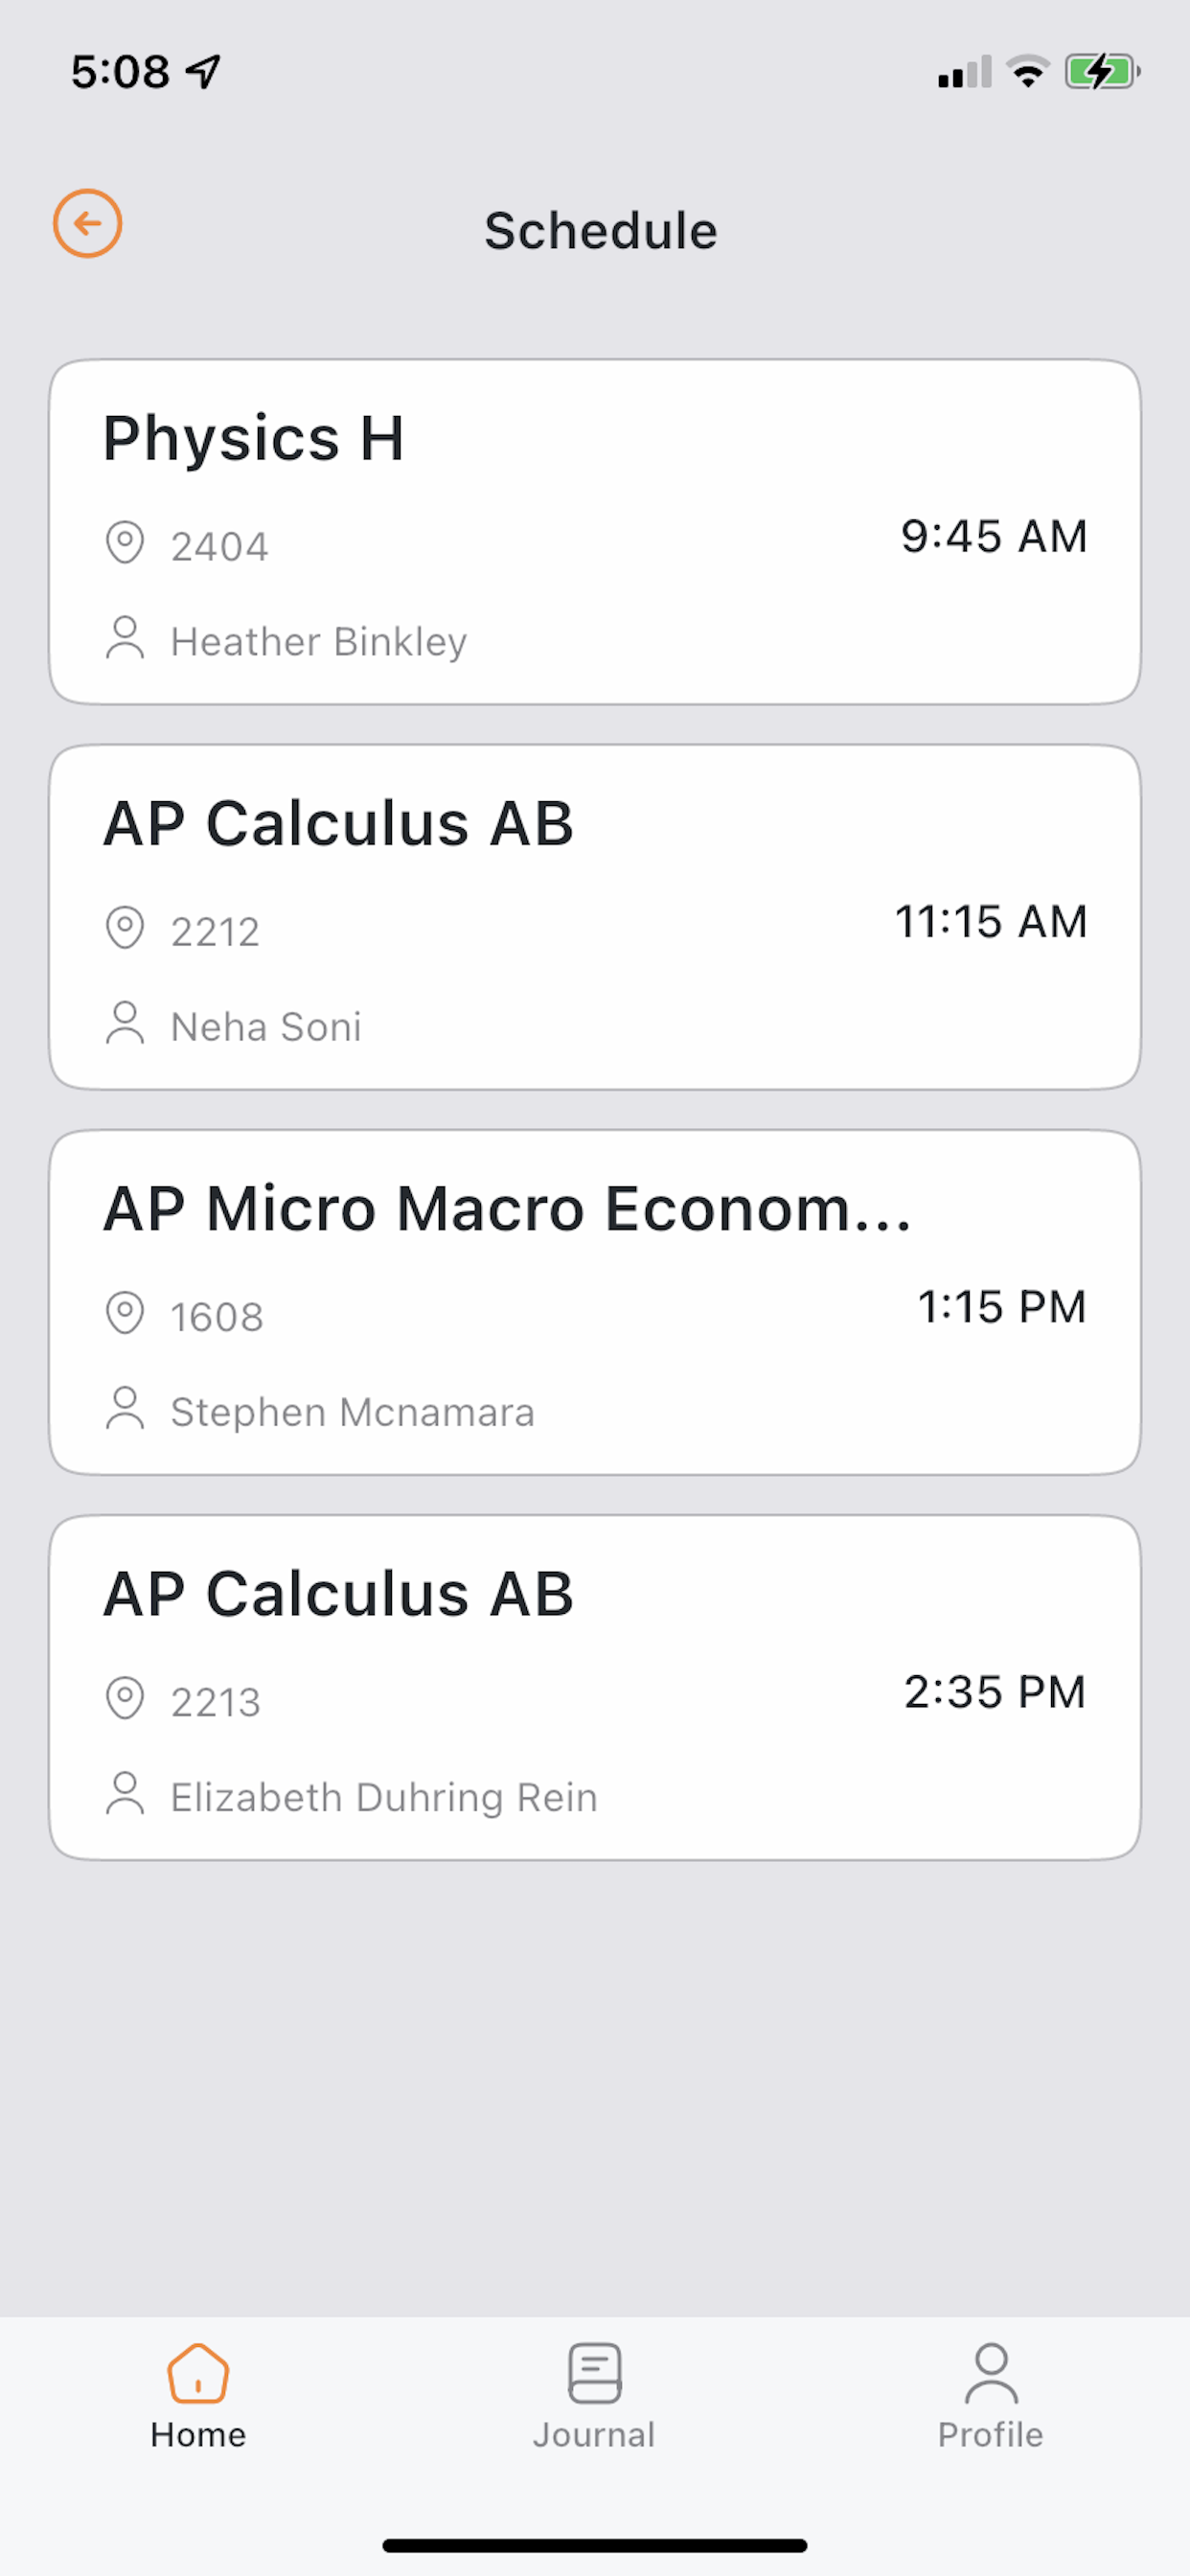 5:08
Schedule
Physics H
2404
9:45 AM
Heather Binkley
AP Calculus AB
2212
11:15 AM
Neha Soni
AP Micro Macro Econom...
1608
1:15 PM
Stephen Mcnamara
AP Calculus AB
2213
2:35 PM
Elizabeth Duhring Rein
Home
Journal
Profile